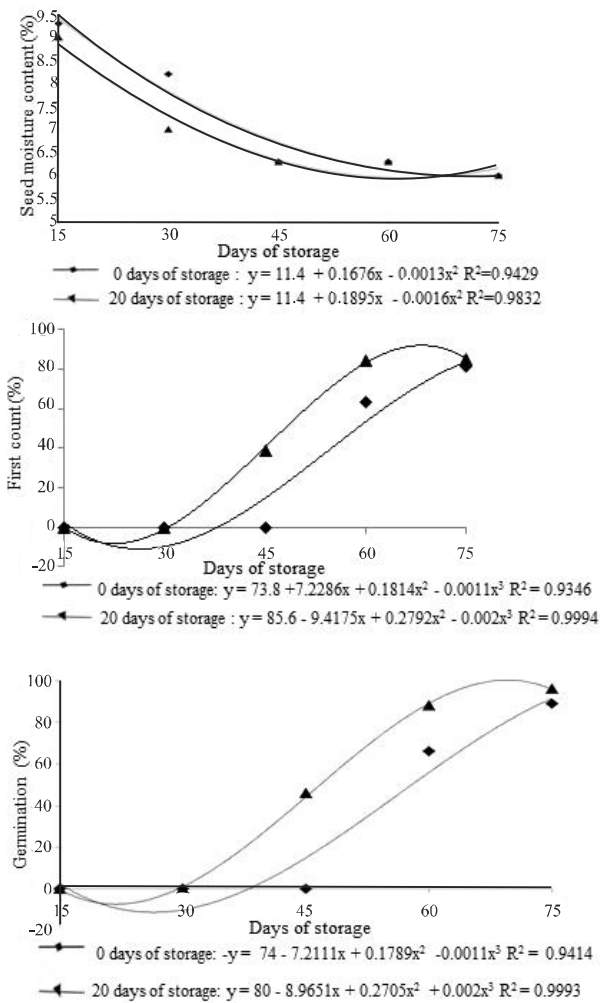 Seed moisture content (%)
9.5
9
8.5
8
7.5
7
6.5
6
5.5
5
15 30 45 60 75
Days of storage
0 days of storage : y = 11.4 + 0.1676x - 0.0013x² R²=0.9429
20 days of storage : y = 11.4 + 0.1895x - 0.0016x² R²=0.9832
First count (%)
100
80
60
40
20
0
-20
15 30 45 60 75
Days of storage
0 days of storage: y = 73.8 +7.2286x + 0.1814x² - 0.0011x³ R² = 0.9346
20 days of storage : y = 85.6 - 9.4175x + 0.2792x² - 0.002x³ R² = 0.9994
Germination (%)
100
80
60
40
20
0
-20
15 30 45 60 75
Days of storage
0 days of storage: -y = 74 - 7.2111x + 0.1789x² -0.0011x³ R² = 0.9414
20 days of storage : y = 80 - 8.9651x + 0.2705x² + 0.002x³ R² = 0.9993